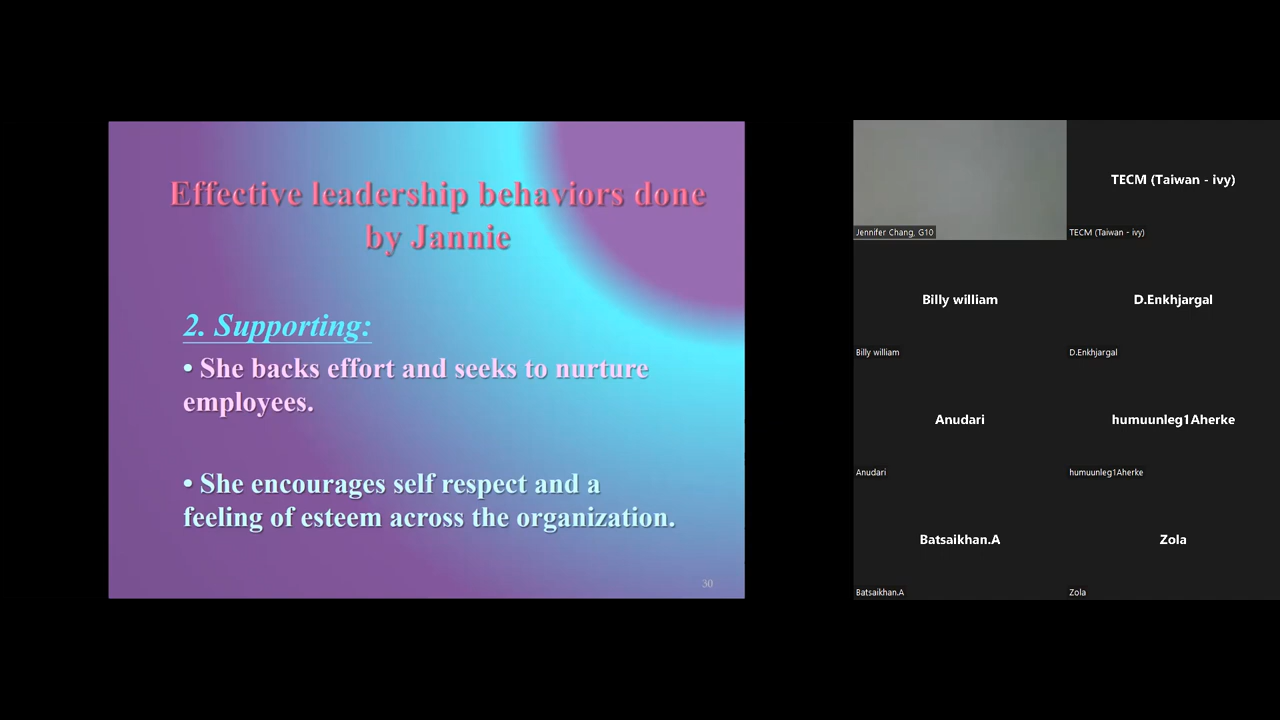 Effective leadership behaviors done
by Jannie
2. Supporting:
• She backs effort and seeks to nurture
employees.
• She encourages self respect and a
feeling of esteem across the organization.
30
Jennifer Chang, G10
TECM (Taiwan - ivy)
TECM (Taiwan - ivy)
Billy william
Billy william
D.Enkhjargal
D.Enkhjargal
Anudari
Anudari
humuunleg1Aherke
humuunleg1Aherke
Batsaikhan.A
Batsaikhan.A
Zola
Zola